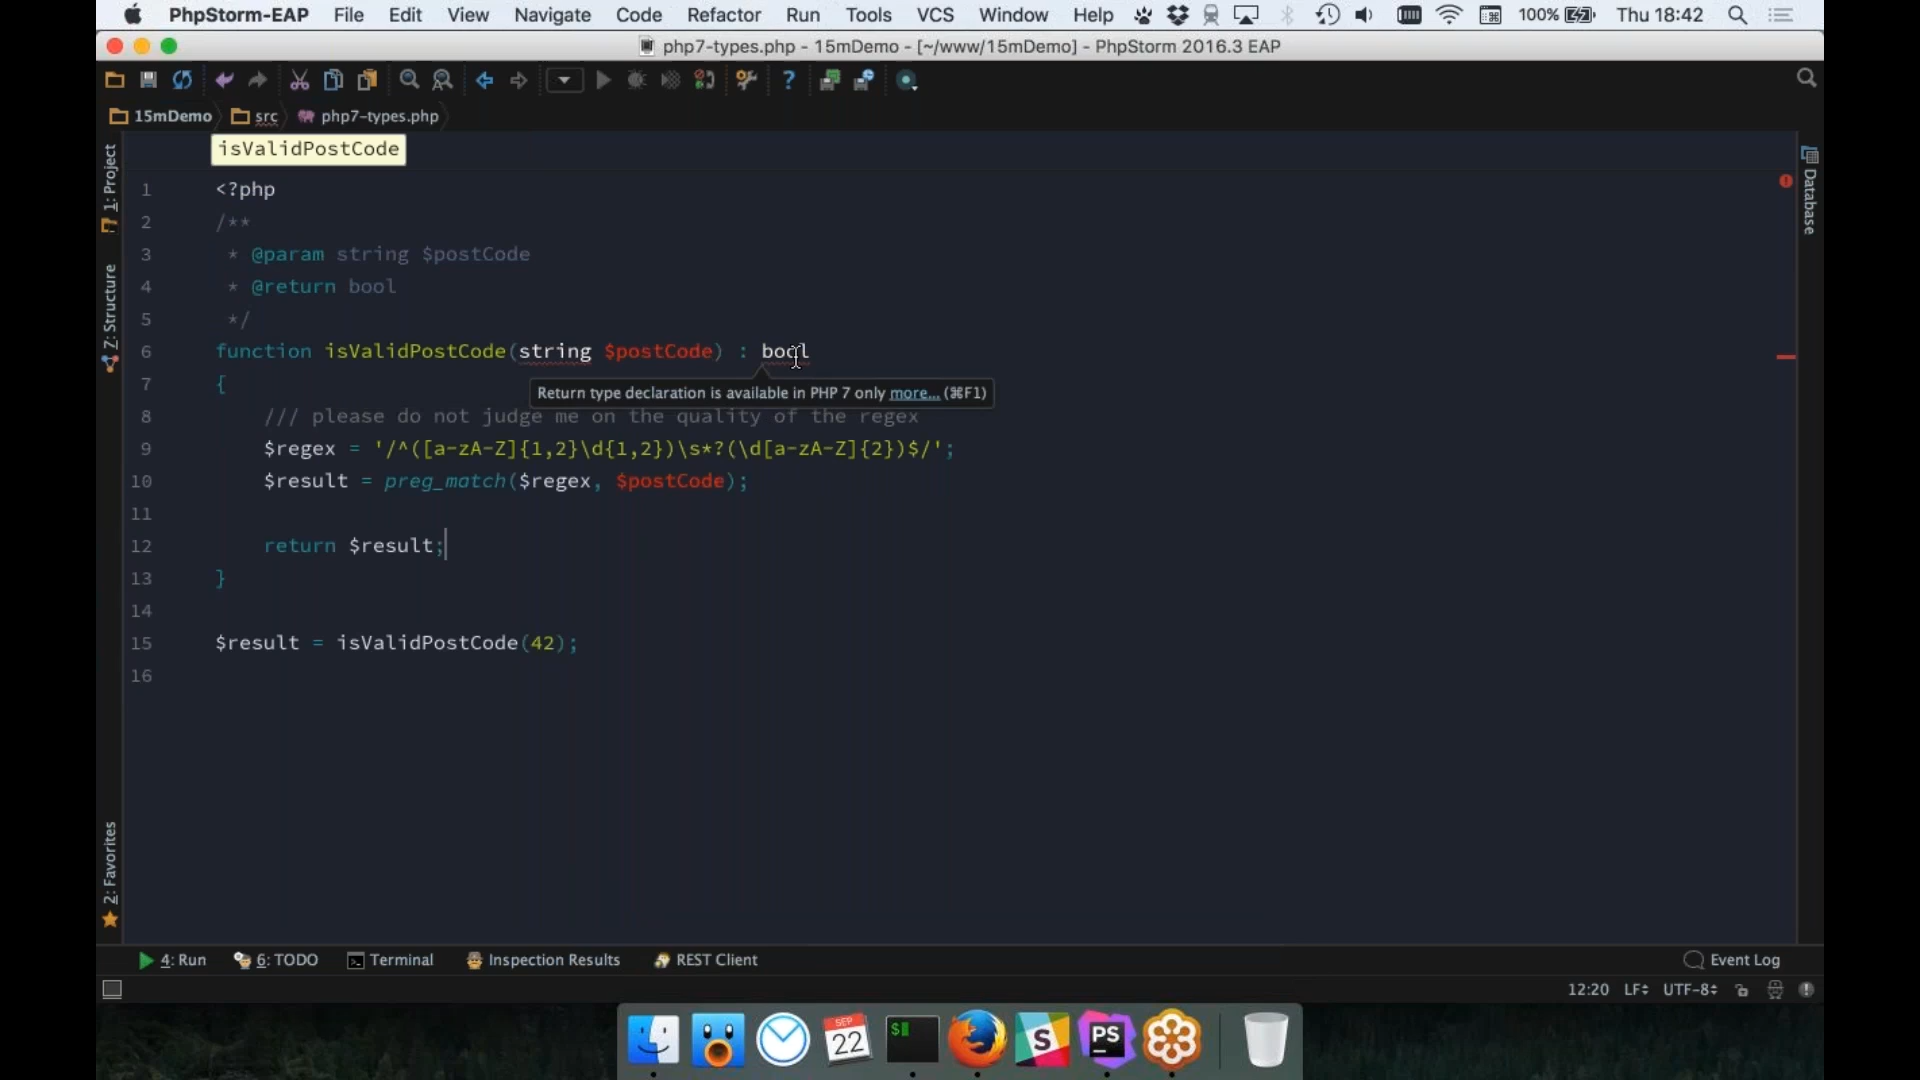 PhpStorm-EAP File Edit View Navigate Code Refactor Run Tools VCS Window Help 100% Thu 18:42
php7-types.php - 15mDemo - [~/www/15mDemo] - PhpStorm 2016.3 EAP
?
15mDemo src php7-types.php
isValidPostCode
1: Project
Z: Structure
2: Favorites
Database
1 <?php
2 /**
3 * @param string $postCode
4 * @return bool
5 */
6 function isValidPostCode(string $postCode) : bool
7 {
Return type declaration is available in PHP 7 only more... (⌘F1)
8 /// please do not judge me on the quality of the regex
9 $regex = '/^([a-zA-Z]{1,2}\d{1,2})\s*?(\d[a-zA-Z]{2})$/';
10 $result = preg_match($regex, $postCode);
11
12 return $result;
13 }
14
15 $result = isValidPostCode(42);
16
4: Run 6: TODO Terminal Inspection Results REST Client Event Log
12:20 LF UTF-8
SEP
22
$
S
PS